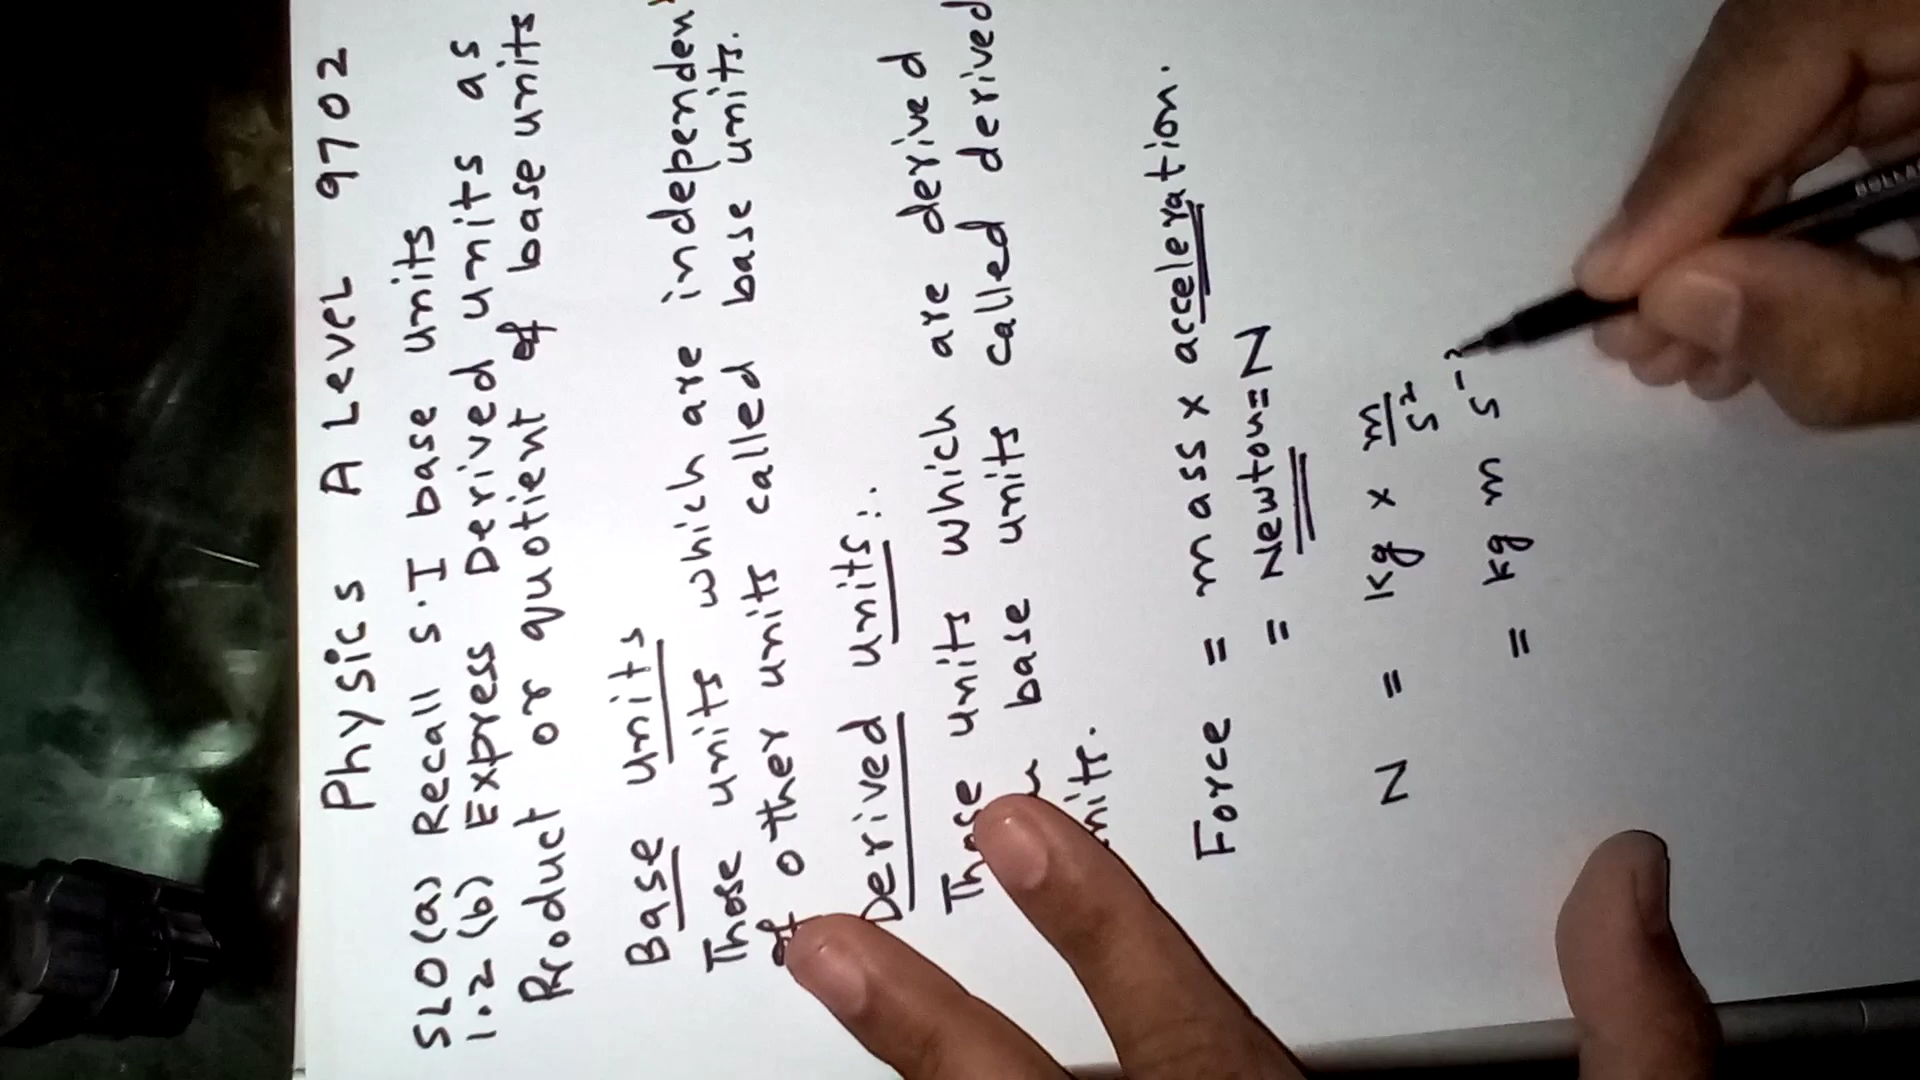 Physics A Level 9702
SLO (a) Recall S.I base units
1.2 (b) Express Derived units as
Product or quotient of base units
Base units
Those units which are independent
of other units called base units.
Derived units:.
Those units which are derived
base units called derived
units.
Force = mass x acceleration.
= Newton = N
N = kg x m/s²
= kg m s⁻²